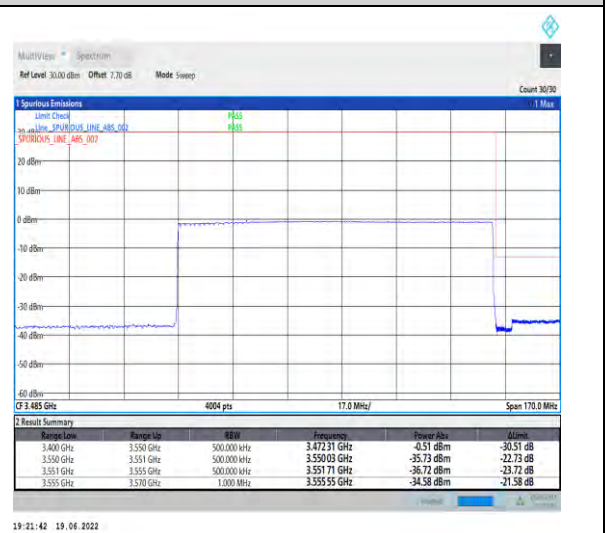 MultiView Spectrum
Ref Level 30.00 dBm Offset 7.70 dB Mode Sweep
Count 30/30
1 Spurious Emissions 1 Max
Limit Check PASS
Line _SPURIOUS_LINE_ABS_002 PASS
_SPURIOUS_LINE_ABS_002
20 dBm
10 dBm
0 dBm
-10 dBm
-20 dBm
-30 dBm
-40 dBm
-50 dBm
-60 dBm
CF 3.485 GHz 4004 pts 17.0 MHz/ Span 170.0 MHz
2 Result Summary
Range Low Range Up RBW Frequency Power Abs ΔLimit
3.400 GHz 3.550 GHz 500.000 kHz 3.47231 GHz -0.51 dBm -30.51 dB
3.550 GHz 3.551 GHz 500.000 kHz 3.55003 GHz -35.73 dBm -22.73 dB
3.551 GHz 3.555 GHz 500.000 kHz 3.55171 GHz -36.72 dBm -23.72 dB
3.555 GHz 3.570 GHz 1.000 MHz 3.55555 GHz -34.58 dBm -21.58 dB
19:21:42 19.06.2022